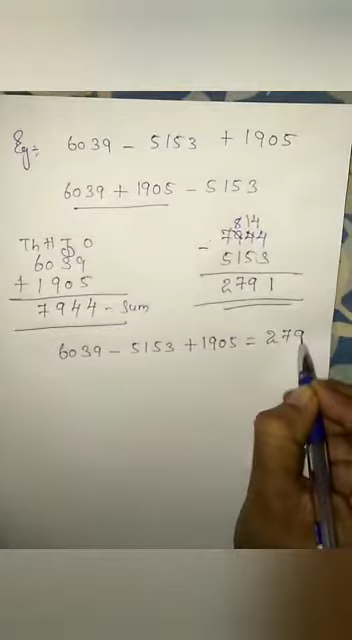 Eg:- 6039 - 5153 + 1905
6039 + 1905 - 5153
Th H T O
6039
+ 1905
7944 - Sum
8 14
- 7944
5153
2791
6039 - 5153 + 1905 = 279